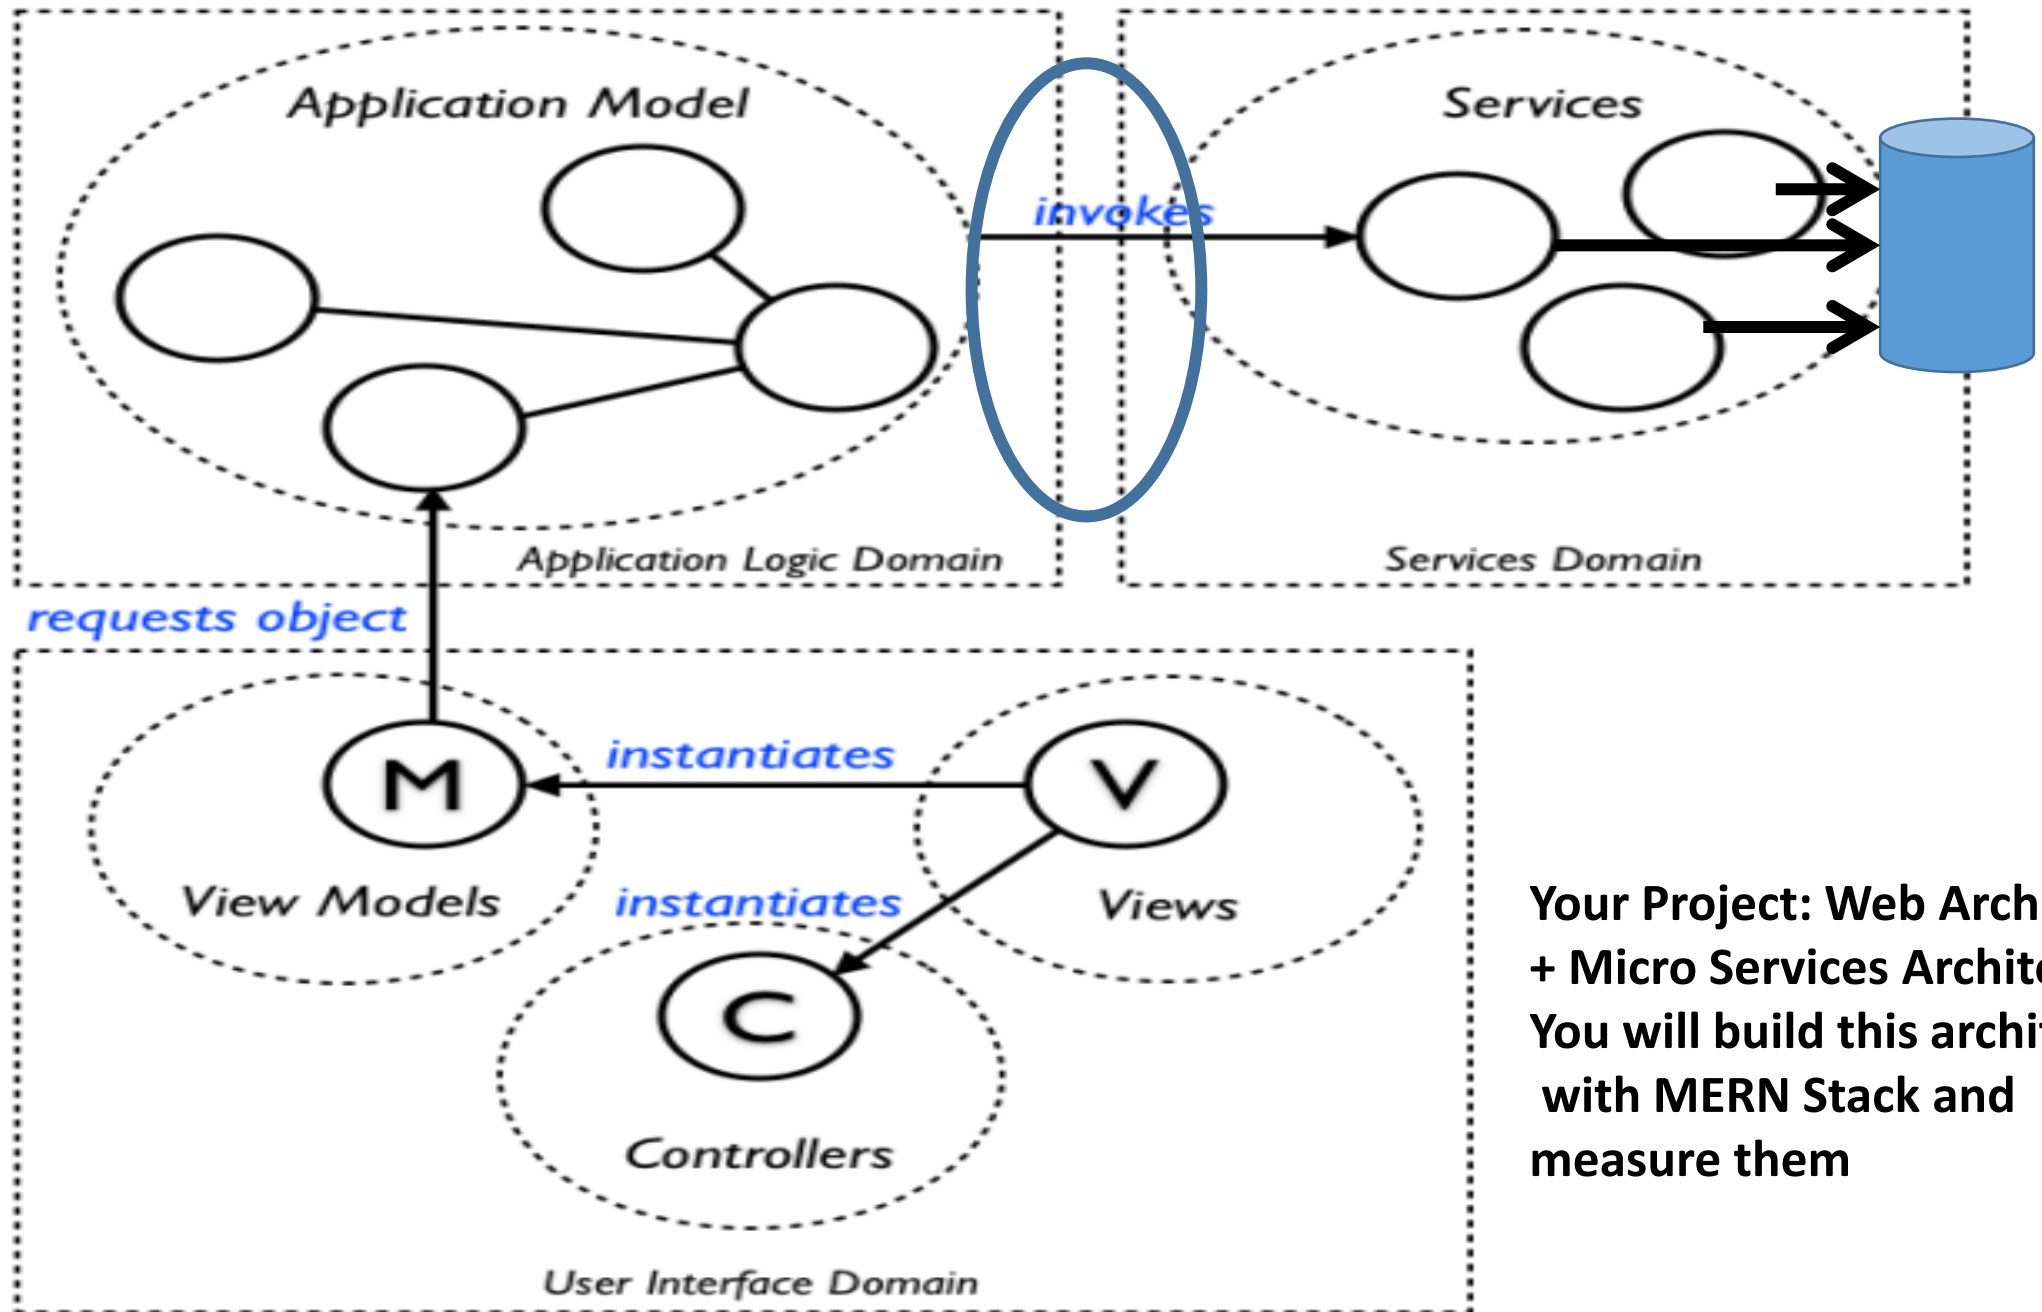 Application Model
Services
invokes
Application Logic Domain
Services Domain
requests object
M
instantiates
V
View Models
instantiates
Views
C
Controllers
User Interface Domain
Your Project: Web Arch
+ Micro Services Archit
You will build this archi
with MERN Stack and
measure them